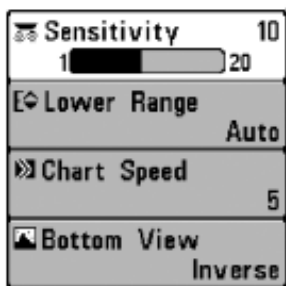 Sensitivity 10
1 20
Lower Range
Auto
Chart Speed
5
Bottom View
Inverse